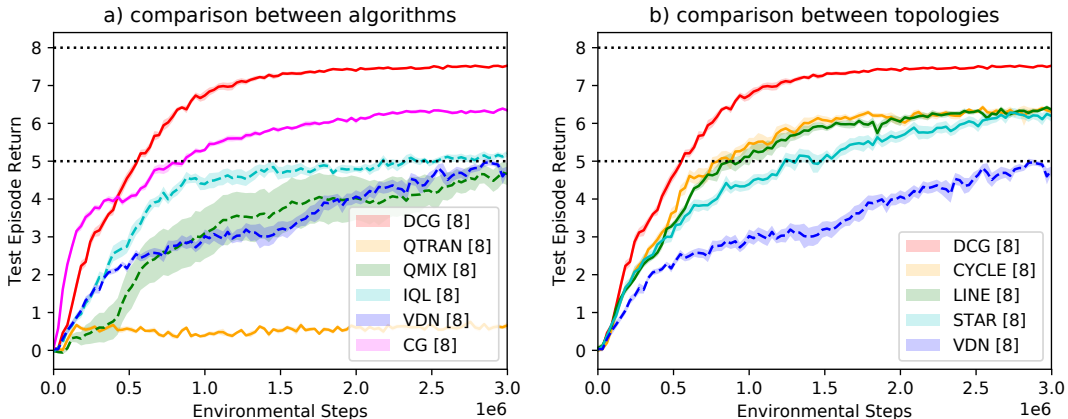 a) comparison between algorithms
Test Episode Return
8
7
6
5
4
3
2
1
0
DCG [8]
QTRAN [8]
QMIX [8]
IQL [8]
VDN [8]
CG [8]
0.0 0.5 1.0 1.5 2.0 2.5 3.0
Environmental Steps 1e6
b) comparison between topologies
Test Episode Return
8
7
6
5
4
3
2
1
0
DCG [8]
CYCLE [8]
LINE [8]
STAR [8]
VDN [8]
0.0 0.5 1.0 1.5 2.0 2.5 3.0
Environmental Steps 1e6